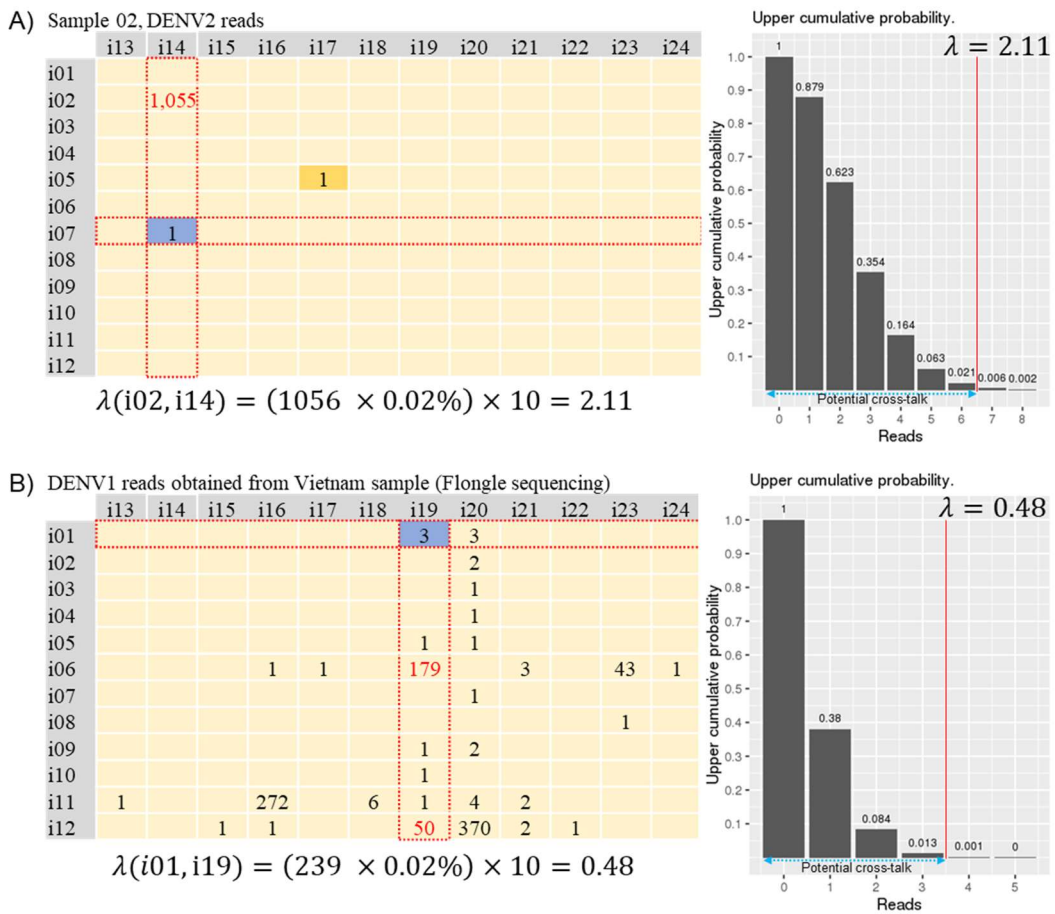 A) Sample 02, DENV2 reads
i13 i14 i15 i16 i17 i18 i19 i20 i21 i22 i23 i24
i01
i02 1,055
i03
i04
i05 1
i06
i07 1
i08
i09
i10
i11
i12
λ(i02, i14) = (1056 × 0.02%) × 10 = 2.11
Upper cumulative probability.
λ = 2.11
Upper cumulative probability
1.0
0.9
0.8
0.7
0.6
0.5
0.4
0.3
0.2
0.1
1
0.879
0.623
0.354
0.164
0.063
0.021
0.006
0.002
Potential cross-talk
0 1 2 3 4 5 6 7 8
Reads
B) DENV1 reads obtained from Vietnam sample (Flongle sequencing)
i13 i14 i15 i16 i17 i18 i19 i20 i21 i22 i23 i24
i01 3 3
i02 2
i03 1
i04 1
i05 1 1
i06 1 1 179 3 43 1
i07 1
i08 1
i09 1 2
i10 1
i11 1 272 6 1 4 2
i12 1 1 50 370 2 1
λ(i01, i19) = (239 × 0.02%) × 10 = 0.48
Upper cumulative probability.
λ = 0.48
Upper cumulative probability
1.0
0.9
0.8
0.7
0.6
0.5
0.4
0.3
0.2
0.1
1
0.38
0.084
0.013
0.001
0
Potential cross-talk
0 1 2 3 4 5
Reads